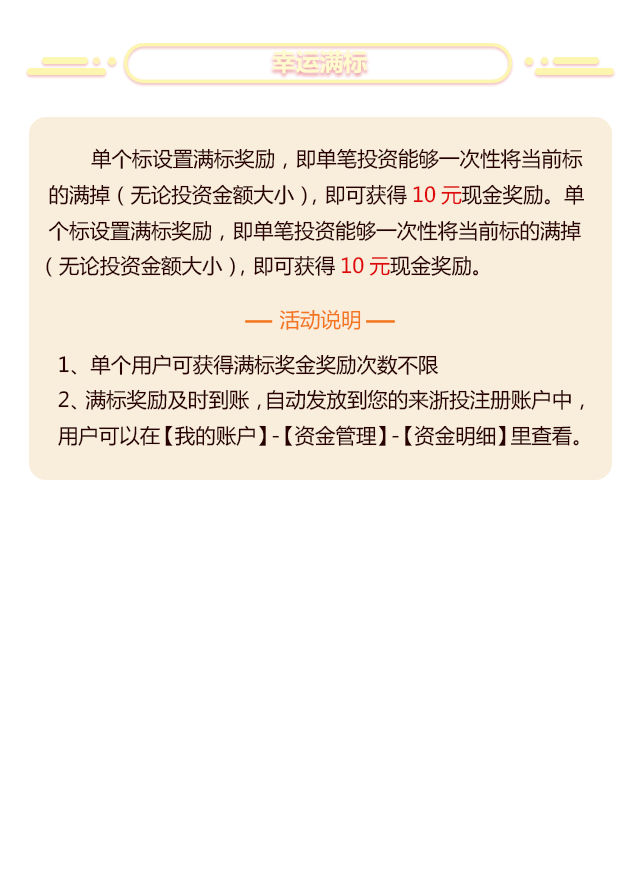 幸运满标
单个标设置满标奖励，即单笔投资能够一次性将当前标
的满掉（无论投资金额大小），即可获得10元现金奖励。单
个标设置满标奖励，即单笔投资能够一次性将当前标的满掉
（无论投资金额大小），即可获得10元现金奖励。
活动说明
1、单个用户可获得满标奖金奖励次数不限
2、满标奖励及时到账，自动发放到您的来浙投注册账户中，
用户可以在【我的账户】-【资金管理】-【资金明细】里查看。